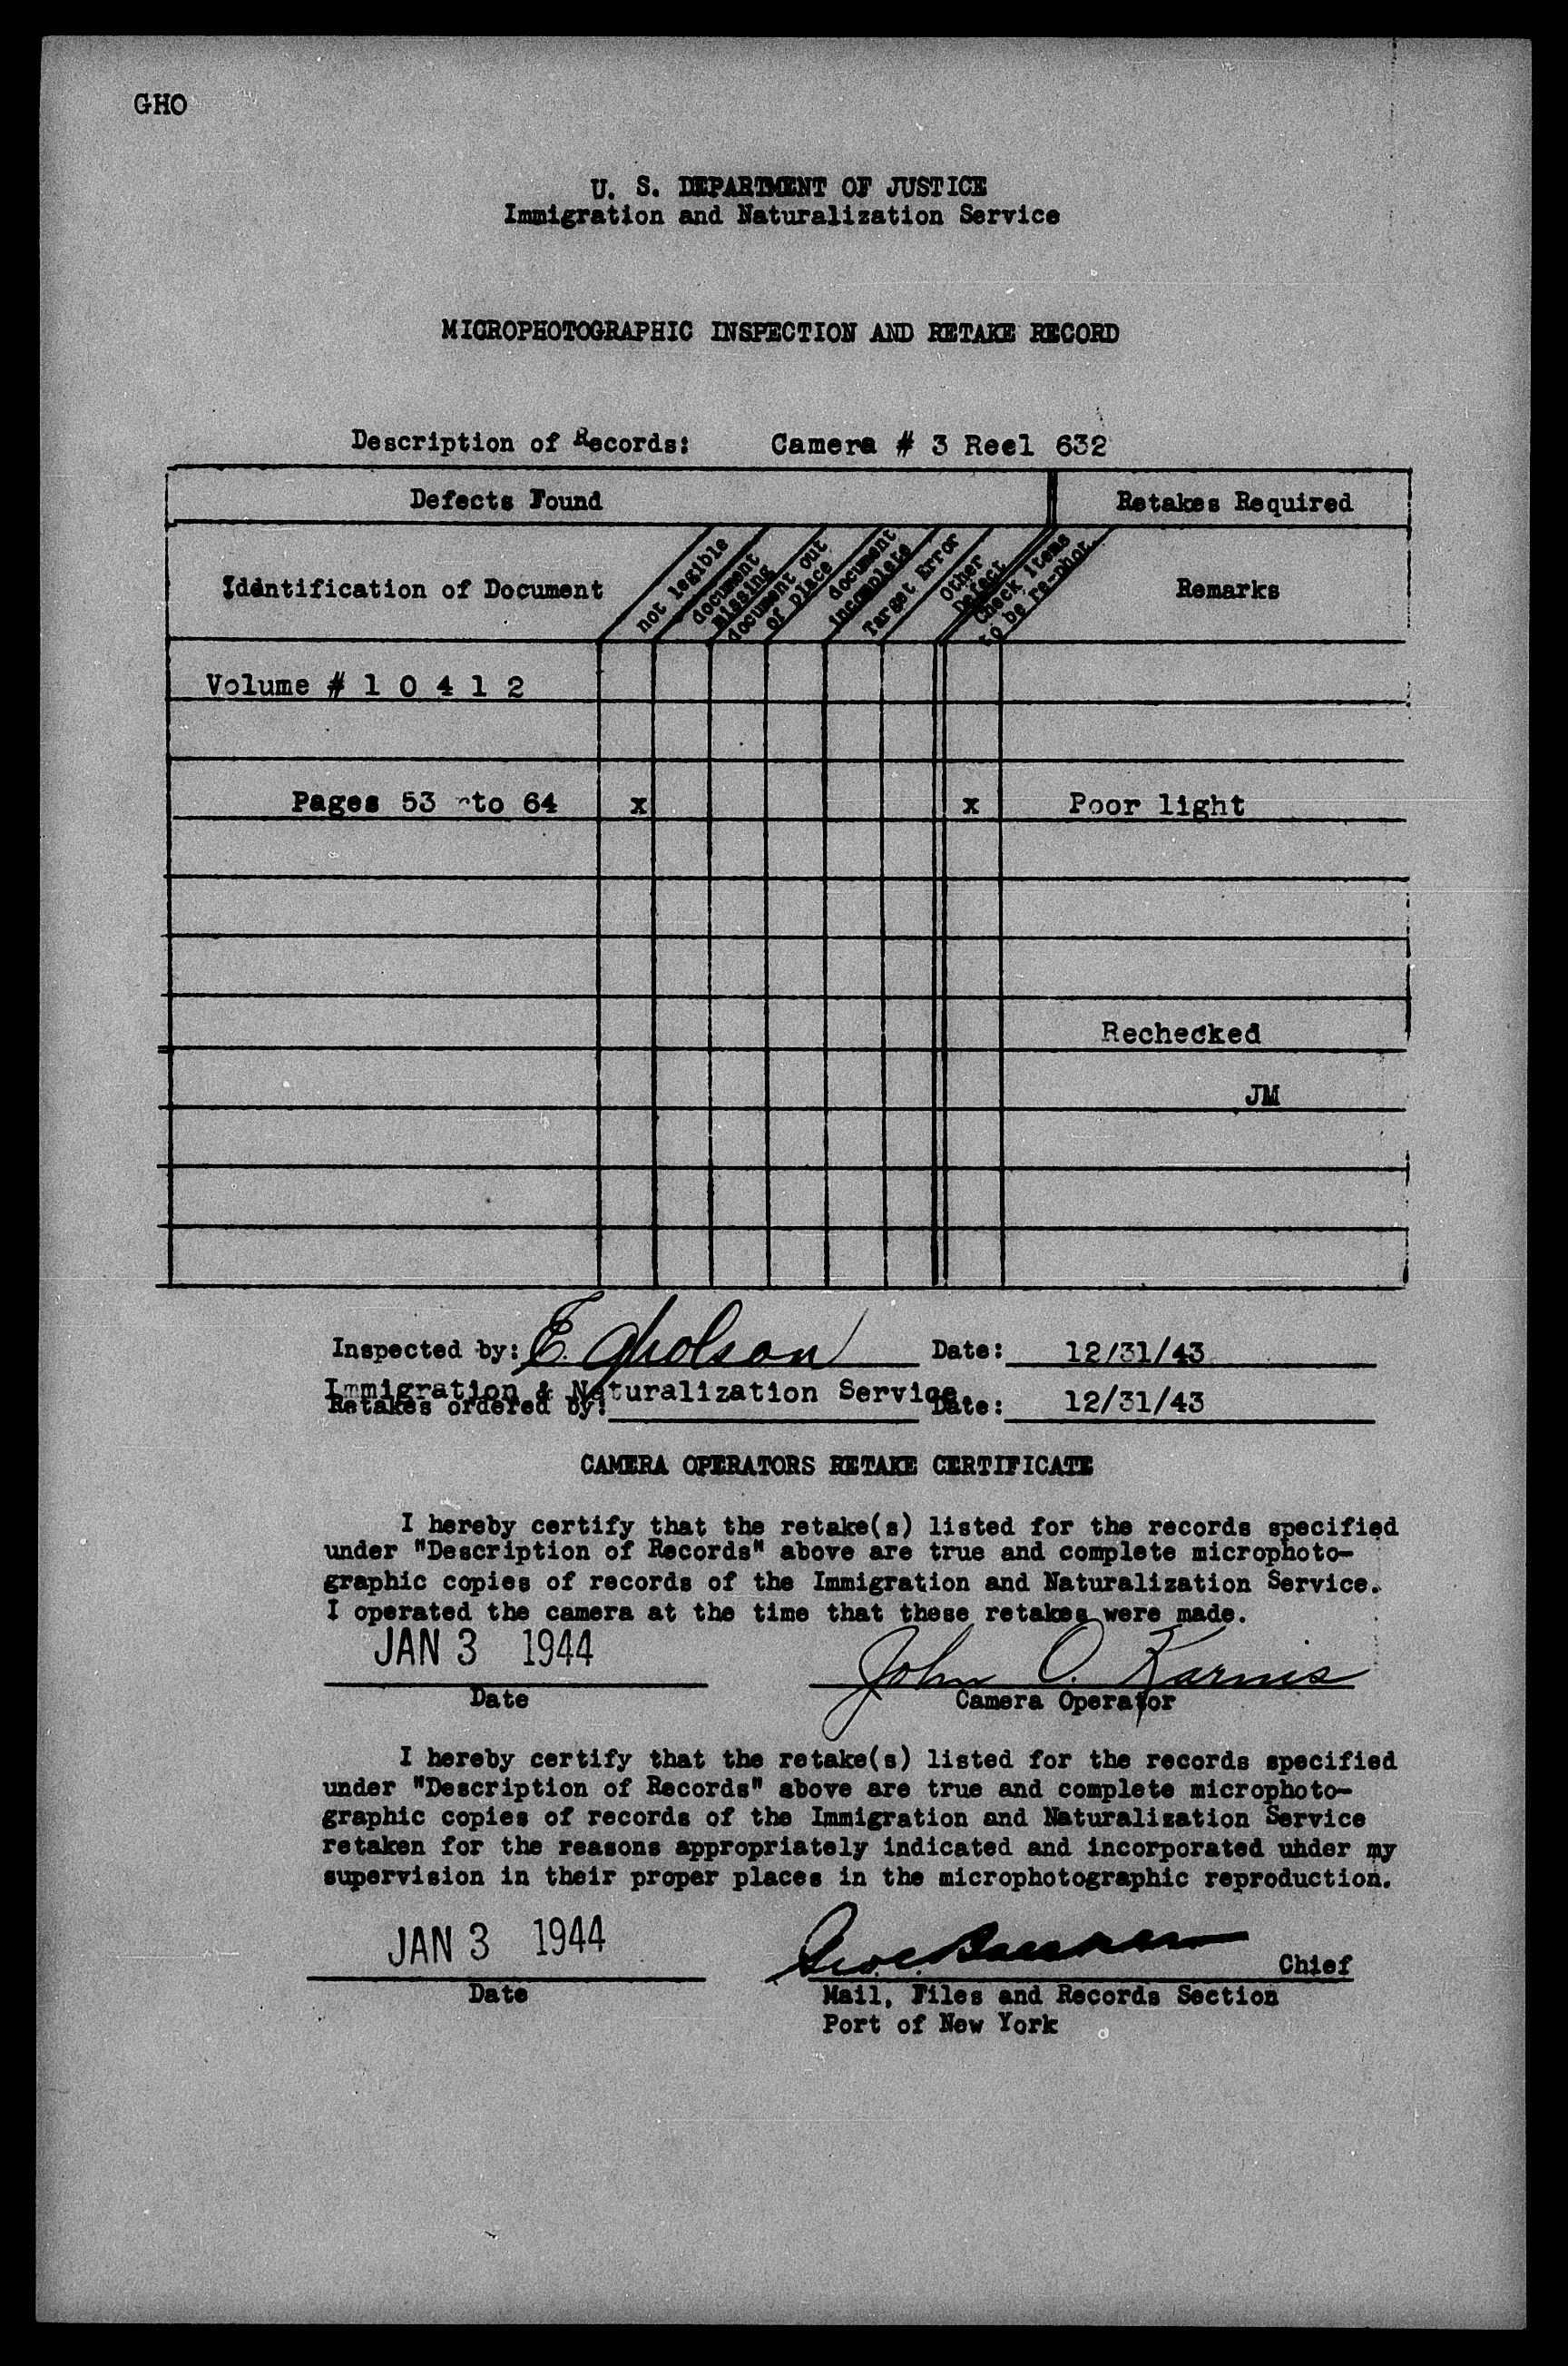 GHO
U. S. DEPARTMENT OF JUSTICE
Immigration and Naturalization Service
MICROPHOTOGRAPHIC INSPECTION AND RETAKE RECORD
Description of Records: Camera # 3 Reel 632
Defects Found Retakes Required
Identification of Document
not legible
document missing
document out of place
document incomplete
Target Error
Other Defect
Check items to be re-phot.
Remarks
Volume # 1 0 4 1 2
Pages 53 to 64 x x Poor light
Rechecked
JM
Inspected by: E. Gholson Date: 12/31/43
Immigration & Naturalization Service.
Retakes ordered by: Date: 12/31/43
CAMERA OPERATORS RETAKE CERTIFICATE
I hereby certify that the retake(s) listed for the records specified
under "Description of Records" above are true and complete microphoto-
graphic copies of records of the Immigration and Naturalization Service.
I operated the camera at the time that these retakes were made.
JAN 3 1944 John O. Karnis
Date Camera Operator
I hereby certify that the retake(s) listed for the records specified
under "Description of Records" above are true and complete microphoto-
graphic copies of records of the Immigration and Naturalization Service
retaken for the reasons appropriately indicated and incorporated uhder my
supervision in their proper places in the microphotographic reproduction.
JAN 3 1944 Chief
Date Mail, Files and Records Section
Port of New York